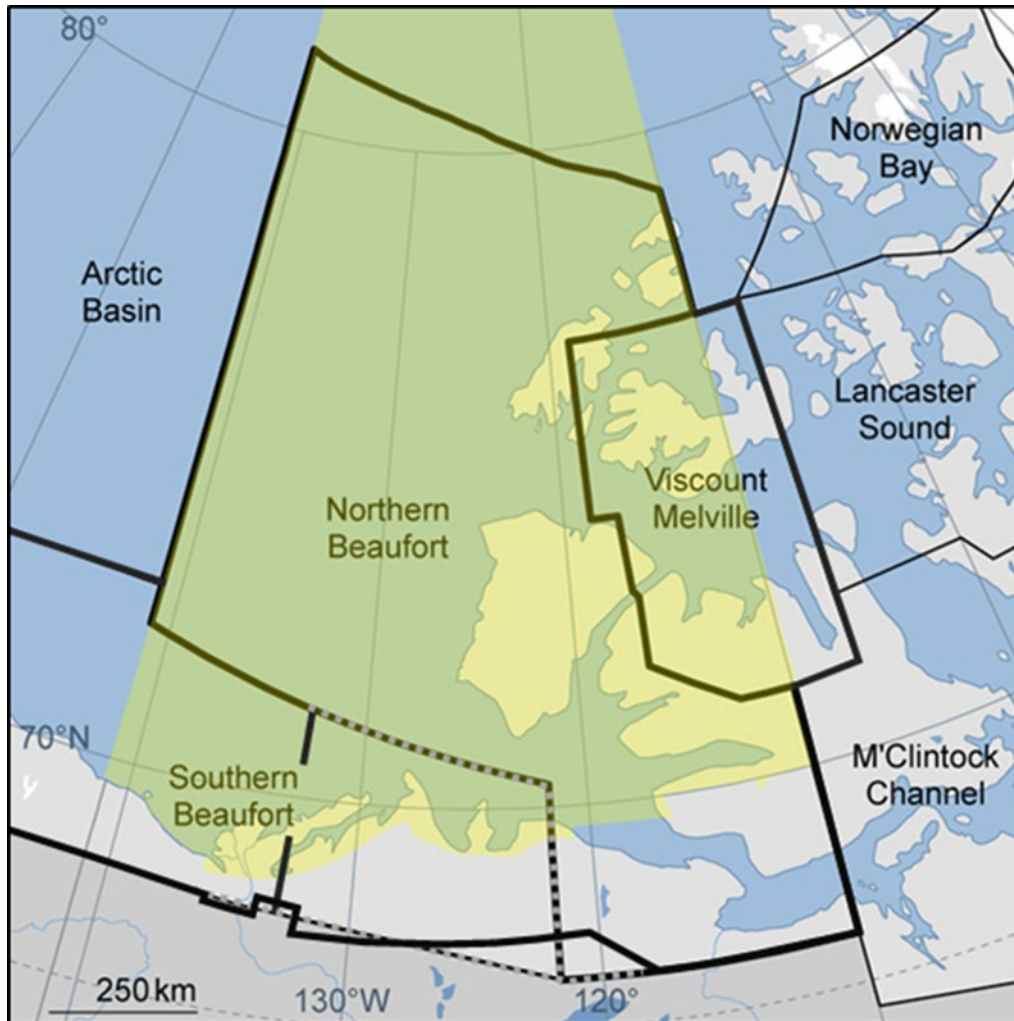 80°
Norwegian
Bay
Arctic
Basin
Lancaster
Sound
Viscount
Melville
Northern
Beaufort
70°N
Southern
Beaufort
M'Clintock
Channel
250 km
130°W
120°